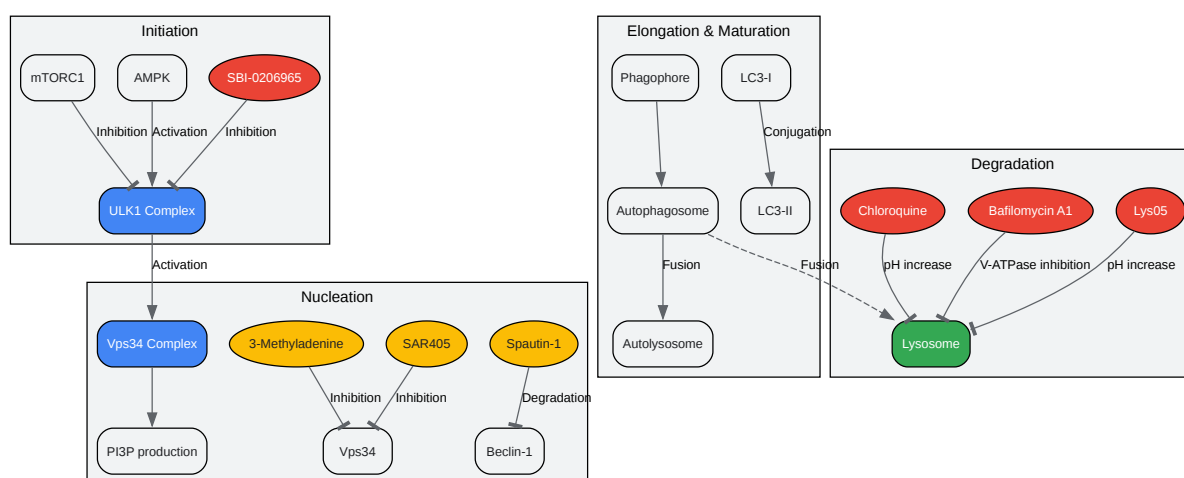 Initiation
mTORC1
AMPK
SBI-0206965
Inhibition
Activation
Inhibition
ULK1 Complex
Activation
Nucleation
Vps34 Complex
3-Methyladenine
SAR405
Spautin-1
Inhibition
Inhibition
Degradation
PI3P production
Vps34
Beclin-1
Elongation & Maturation
Phagophore
LC3-I
Conjugation
Autophagosome
LC3-II
Fusion
Fusion
Autolysosome
Degradation
Chloroquine
Bafilomycin A1
Lys05
pH increase
V-ATPase inhibition
pH increase
Lysosome